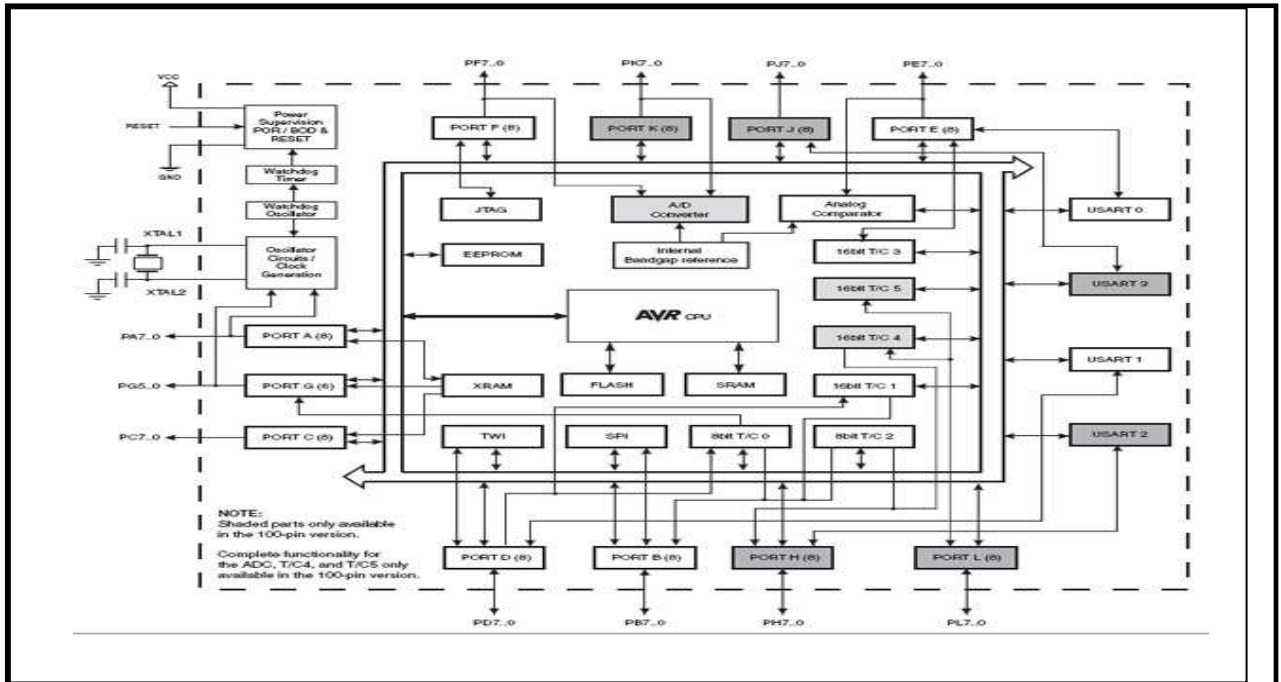 PF7..0
PK7..0
PJ7..0
PE7..0
VCC
RESET
GND
Power
Supervision
POR / BOD &
RESET
Watchdog
Timer
Watchdog
Oscillator
XTAL1
XTAL2
Oscillator
Circuits /
Clock
Generation
PORT F (8)
PORT K (8)
PORT J (8)
PORT E (8)
JTAG
A/D
Converter
Analog
Comparator
USART 0
EEPROM
Internal
Bandgap reference
16bit T/C 3
16bit T/C 5
USART 3
AVR CPU
16bit T/C 4
PA7..0
PORT A (8)
USART 1
PG5..0
PORT G (6)
XRAM
FLASH
SRAM
16bit T/C 1
PC7..0
PORT C (8)
TWI
SPI
8bit T/C 0
8bit T/C 2
USART 2
NOTE:
Shaded parts only available
in the 100-pin version.
Complete functionality for
the ADC, T/C4, and T/C5 only
available in the 100-pin version.
PORT D (8)
PORT B (8)
PORT H (8)
PORT L (8)
PD7..0
PB7..0
PH7..0
PL7..0